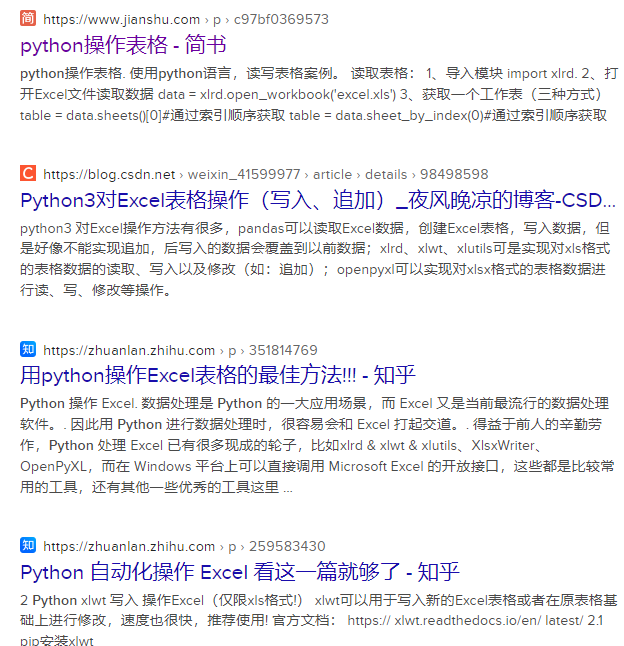 简 https://www.jianshu.com › p › c97bf0369573
python操作表格 - 简书
python操作表格. 使用python语言，读写表格案例。 读取表格： 1、导入模块 import xlrd. 2、打
开Excel文件读取数据 data = xlrd.open_workbook('excel.xls') 3、获取一个工作表（三种方式）
table = data.sheets()[0]#通过索引顺序获取 table = data.sheet_by_index(0)#通过索引顺序获取
C https://blog.csdn.net › weixin_41599977 › article › details › 98498598
Python3对Excel表格操作（写入、追加）_夜风晚凉的博客-CSD...
python3 对Excel操作方法有很多，pandas可以读取Excel数据，创建Excel表格，写入数据，但
是好像不能实现追加，后写入的数据会覆盖到以前数据；xlrd、xlwt、xlutils可是实现对xls格式
的表格数据的读取、写入以及修改（如：追加）；openpyxl可以实现对xlsx格式的表格数据进
行读、写、修改等操作。
知 https://zhuanlan.zhihu.com › p › 351814769
用python操作Excel表格的最佳方法!!! - 知乎
Python 操作 Excel. 数据处理是 Python 的一大应用场景，而 Excel 又是当前最流行的数据处理
软件。. 因此用 Python 进行数据处理时，很容易会和 Excel 打起交道。. 得益于前人的辛勤劳
作，Python 处理 Excel 已有很多现成的轮子，比如xlrd & xlwt & xlutils、XlsxWriter、
OpenPyXL，而在 Windows 平台上可以直接调用 Microsoft Excel 的开放接口，这些都是比较常
用的工具，还有其他一些优秀的工具这里 ...
知 https://zhuanlan.zhihu.com › p › 259583430
Python 自动化操作 Excel 看这一篇就够了 - 知乎
2 Python xlwt 写入 操作Excel（仅限xls格式!） xlwt可以用于写入新的Excel表格或者在原表格基
础上进行修改，速度也很快，推荐使用! 官方文档： https:// xlwt.readthedocs.io/en/ latest/ 2.1
pip安装xlwt